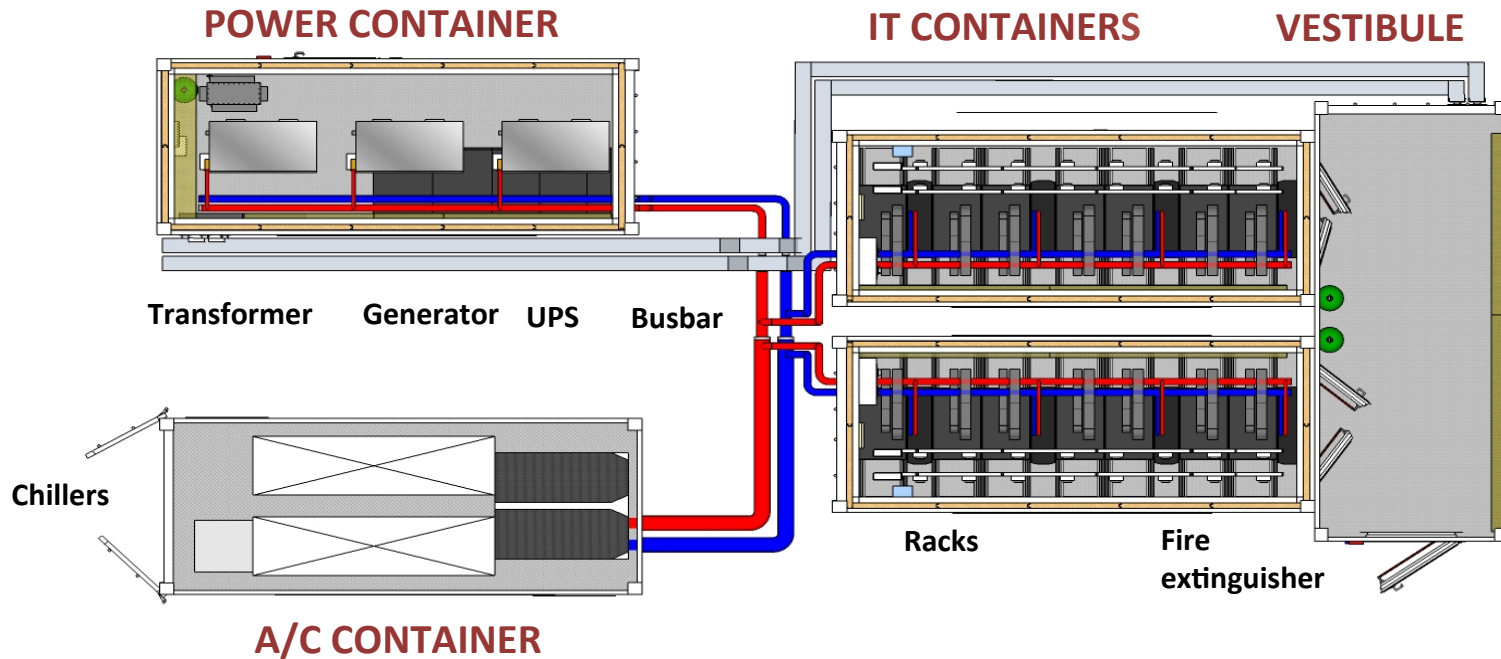 POWER CONTAINER
IT CONTAINERS
VESTIBULE
Transformer
Generator
UPS
Busbar
Chillers
Racks
Fire
extinguisher
A/C CONTAINER